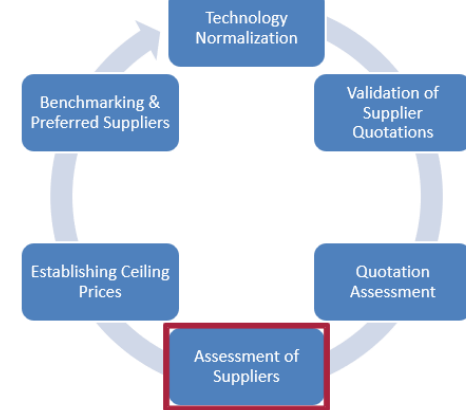 Technology
Normalization
Validation of
Supplier
Quotations
Quotation
Assessment
Assessment of
Suppliers
Establishing Ceiling
Prices
Benchmarking &
Preferred Suppliers